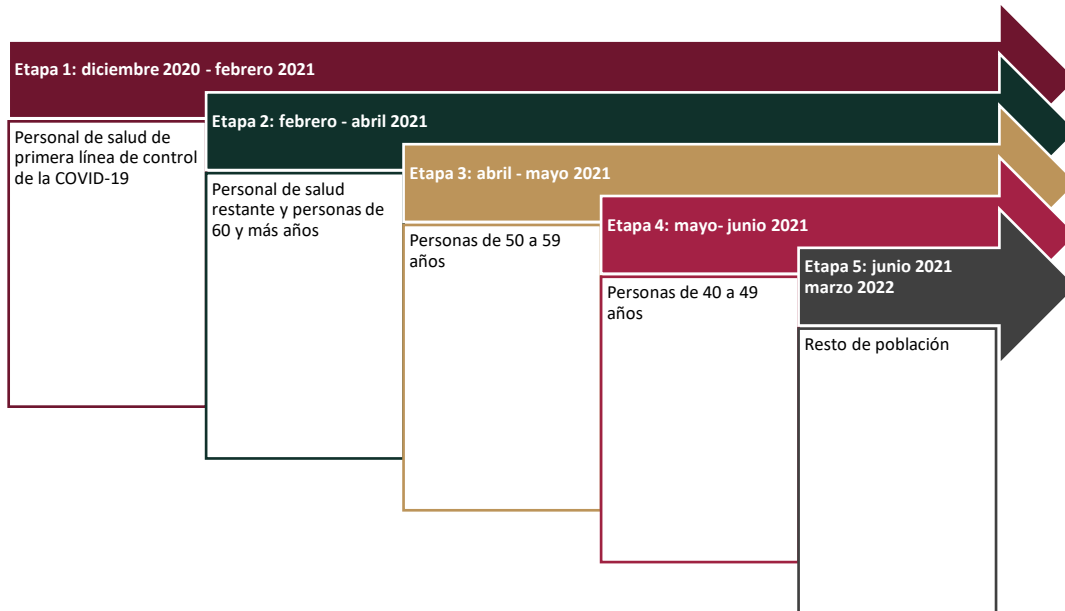 Etapa 1: diciembre 2020 - febrero 2021
Personal de salud de
primera línea de control
de la COVID-19
Etapa 2: febrero - abril 2021
Personal de salud
restante y personas de
60 y más años
Etapa 3: abril - mayo 2021
Personas de 50 a 59
años
Etapa 4: mayo- junio 2021
Personas de 40 a 49
años
Etapa 5: junio 2021
marzo 2022
Resto de población